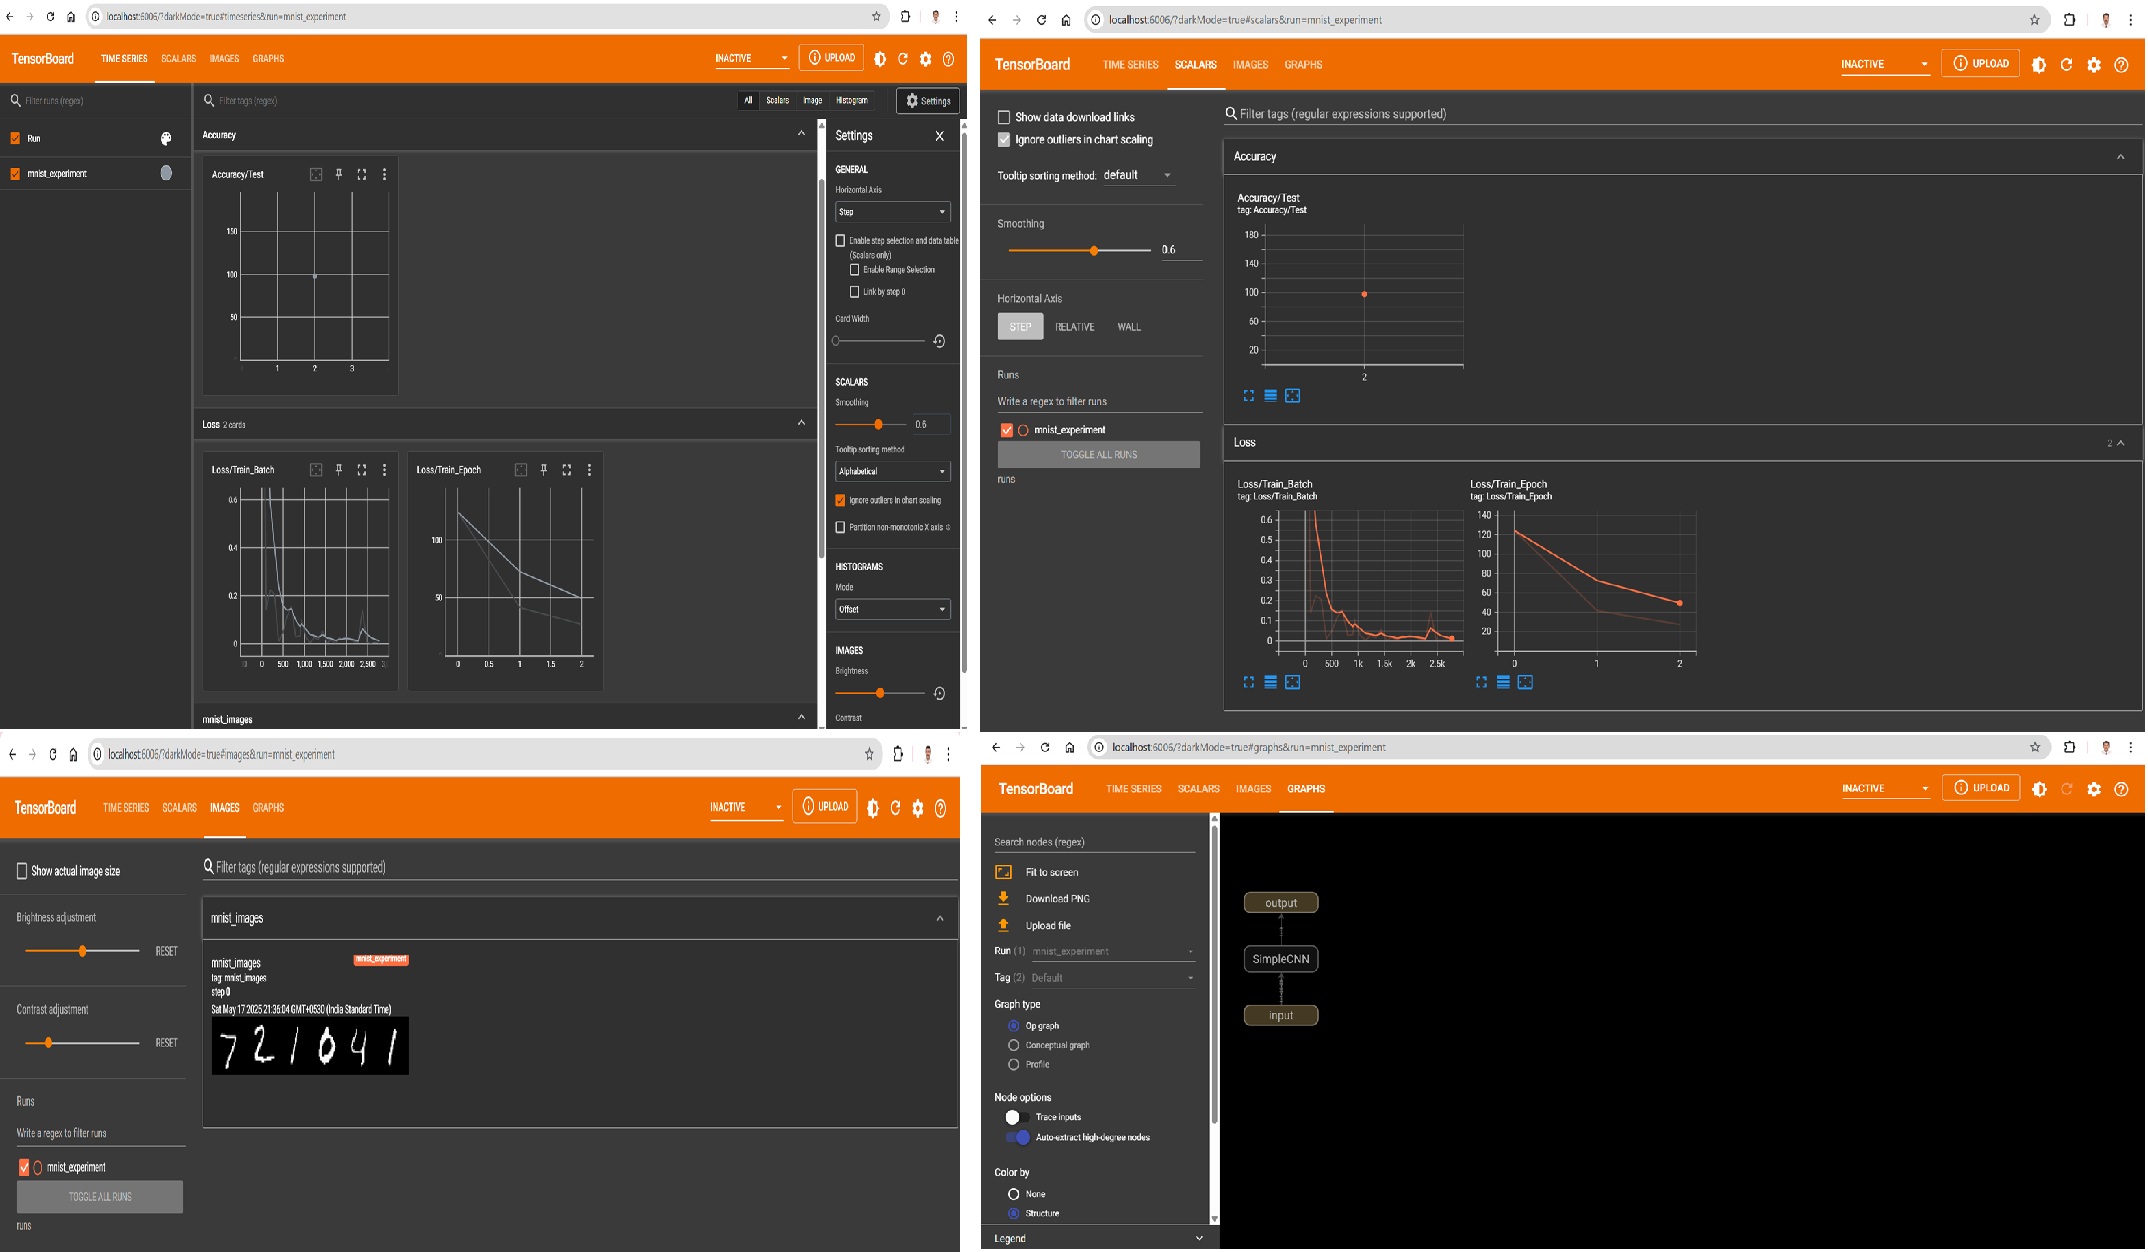 localhost:6006/?darkMode=true#timeseries&run=mnist_experiment
TensorBoard
TIME SERIES SCALARS IMAGES GRAPHS
INACTIVE
UPLOAD
Filter runs (regex)
Run
mnist_experiment
Filter tags (regex)
All Scalars Image Histogram
Settings
Accuracy
Accuracy/Test
150
100
50
1 2 3
Loss 2 cards
Loss/Train_Batch
0.6
0.4
0.2
0
0 500 1,000 1,500 2,000 2,500
Loss/Train_Epoch
100
50
0 0.5 1 1.5 2
mnist_images
Settings
GENERAL
Horizontal Axis
Step
Enable step selection and data table
(Scalars only)
Enable Range Selection
Link by step 0
Card Width
SCALARS
Smoothing
0.6
Tooltip sorting method
Alphabetical
Ignore outliers in chart scaling
Partition non-monotonic X axis
HISTOGRAMS
Mode
Offset
IMAGES
Brightness
Contrast
localhost:6006/?darkMode=true#scalars&run=mnist_experiment
TensorBoard
TIME SERIES SCALARS IMAGES GRAPHS
INACTIVE
UPLOAD
Show data download links
Ignore outliers in chart scaling
Tooltip sorting method: default
Smoothing
0.6
Horizontal Axis
STEP RELATIVE WALL
Runs
Write a regex to filter runs
mnist_experiment
TOGGLE ALL RUNS
runs
Filter tags (regular expressions supported)
Accuracy
Accuracy/Test
tag: Accuracy/Test
180
140
100
60
20
2
Loss 2
Loss/Train_Batch
tag: Loss/Train_Batch
0.6
0.5
0.4
0.3
0.2
0.1
0
0 500 1k 1.5k 2k 2.5k
Loss/Train_Epoch
tag: Loss/Train_Epoch
140
120
100
80
60
40
20
0 1 2
localhost:6006/?darkMode=true#images&run=mnist_experiment
TensorBoard
TIME SERIES SCALARS IMAGES GRAPHS
INACTIVE
UPLOAD
Show actual image size
Brightness adjustment
RESET
Contrast adjustment
RESET
Runs
Write a regex to filter runs
mnist_experiment
TOGGLE ALL RUNS
runs
Filter tags (regular expressions supported)
mnist_images
mnist_images
mnist_experiment
tag: mnist_images
step 0
Sat May 17 2025 21:36:04 GMT+0530 (India Standard Time)
7 2 1 0 4 1
localhost:6006/?darkMode=true#graphs&run=mnist_experiment
TensorBoard
TIME SERIES SCALARS IMAGES GRAPHS
INACTIVE
UPLOAD
Search nodes (regex)
Fit to screen
Download PNG
Upload file
Run (1) mnist_experiment
Tag (2) Default
Graph type
Op graph
Conceptual graph
Profile
Node options
Trace inputs
Auto-extract high-degree nodes
Color by
None
Structure
Legend
output
SimpleCNN
input